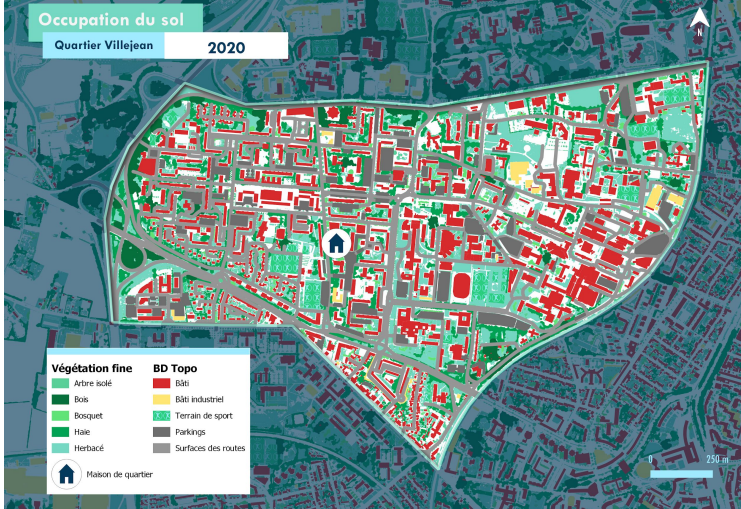 Occupation du sol
Quartier Villejean
2020
N
Végétation fine
Arbre isolé
Bois
Bosquet
Haie
Herbacé
BD Topo
Bâti
Bâti industriel
Terrain de sport
Parkings
Surfaces des routes
Maison de quartier
0 250 m